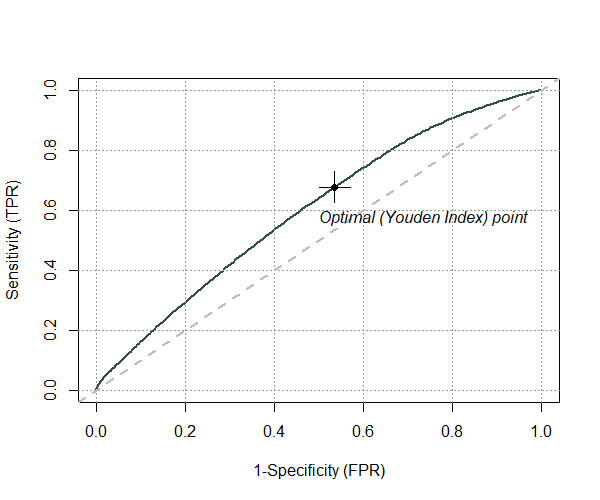 Sensitivity (TPR)
1.0
0.8
0.6
0.4
0.2
0.0
Optimal (Youden Index) point
0.0 0.2 0.4 0.6 0.8 1.0
1-Specificity (FPR)